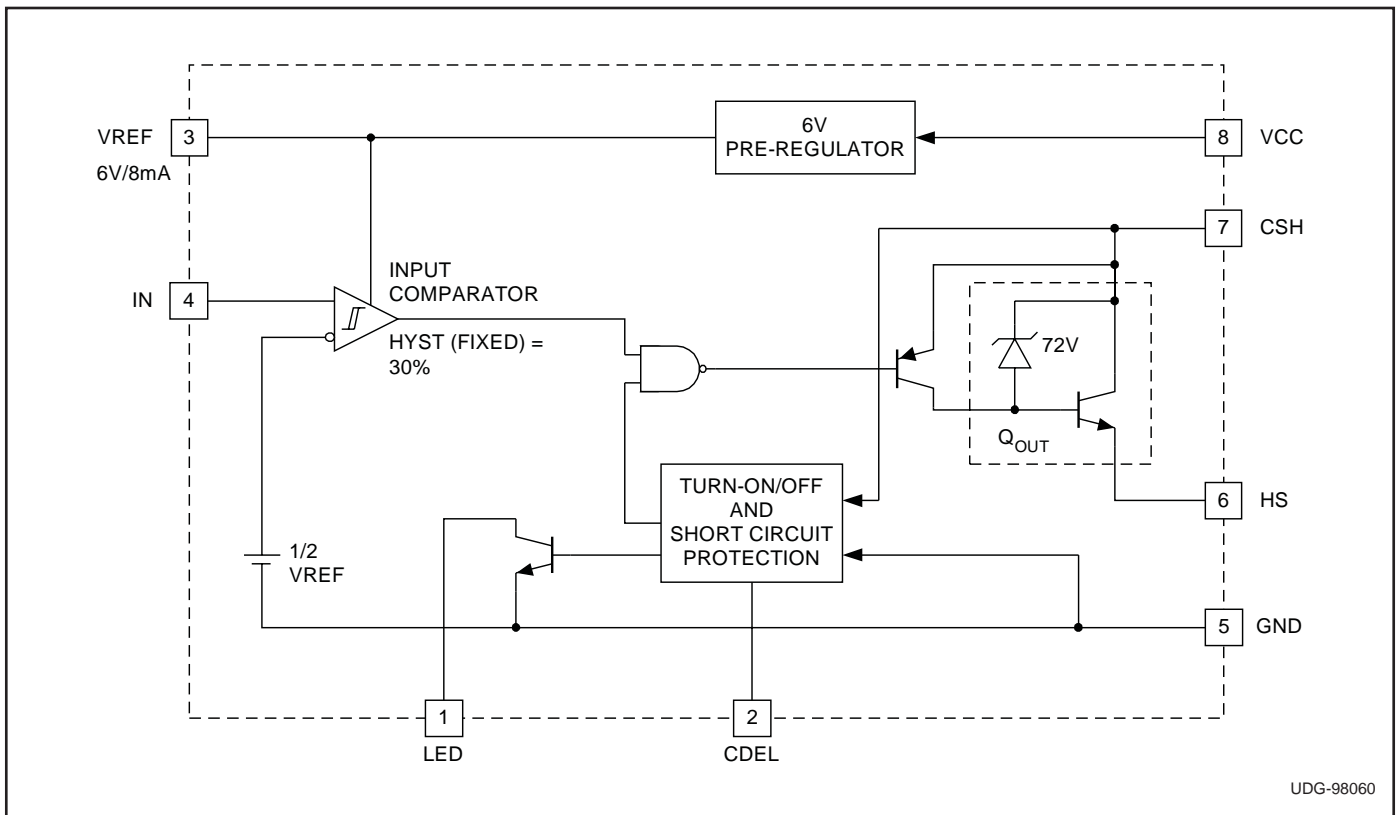 VREF
3
6V/8mA
6V
PRE-REGULATOR
8
VCC
7
CSH
IN
4
INPUT
COMPARATOR
HYST (FIXED) =
30%
72V
QOUT
TURN-ON/OFF
AND
SHORT CIRCUIT
PROTECTION
6
HS
1/2
VREF
5
GND
1
LED
2
CDEL
UDG-98060